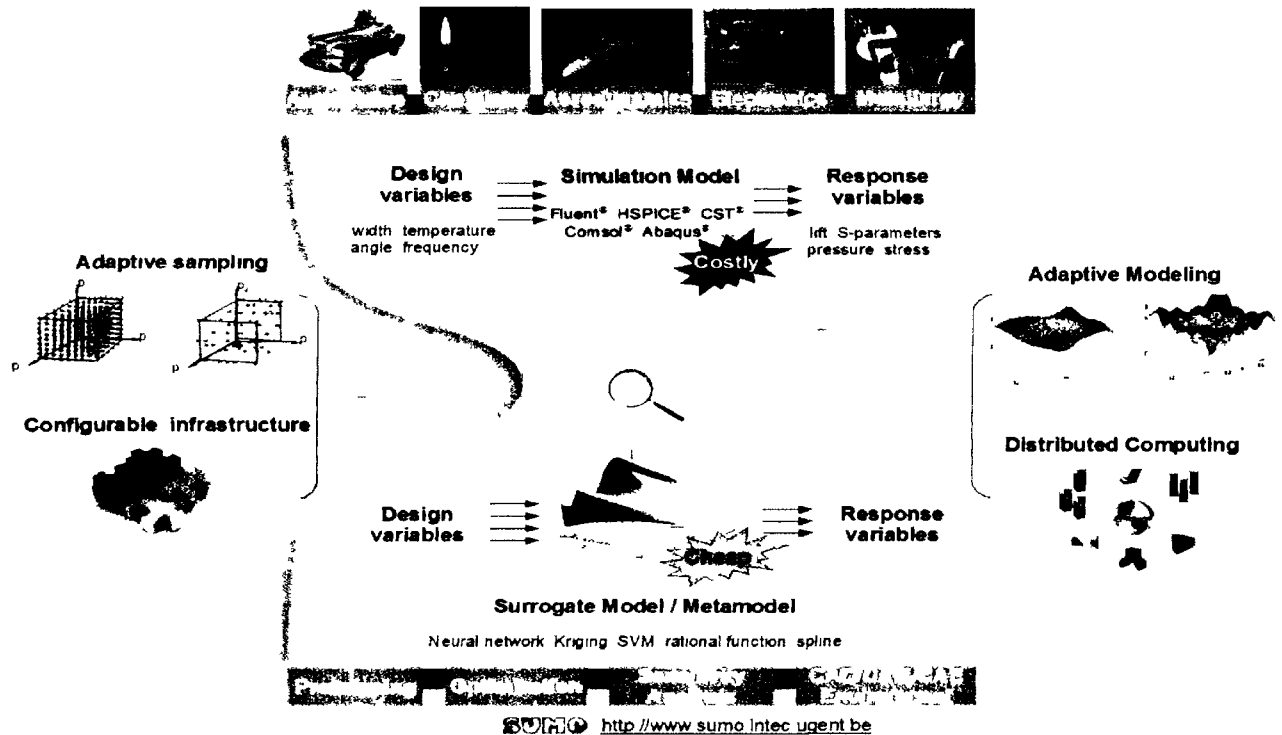 Design
variables
Simulation Model
Response
variables
Fluent® HSPICE® CST®
Comsol® Abaqus®
width temperature
angle frequency
lift S-parameters
pressure stress
Costly
Adaptive sampling
p
p
p
p
p
Adaptive Modeling
Configurable infrastructure
Distributed Computing
Design
variables
Response
variables
Cheap
Surrogate Model / Metamodel
Neural network Kriging SVM rational function spline
SUMO http //www sumo intec ugent be